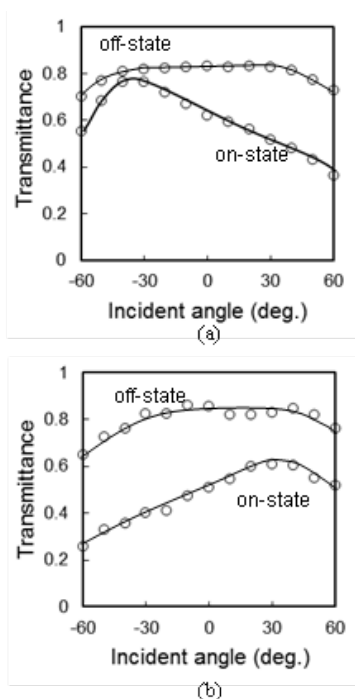 1
off-state
0.8
0.6
Transmittance
on-state
0.4
0.2
0
-60 -30 0 30 60
Incident angle (deg.)
(a)
1
off-state
0.8
0.6
Transmittance
on-state
0.4
0.2
0
-60 -30 0 30 60
Incident angle (deg.)
(b)